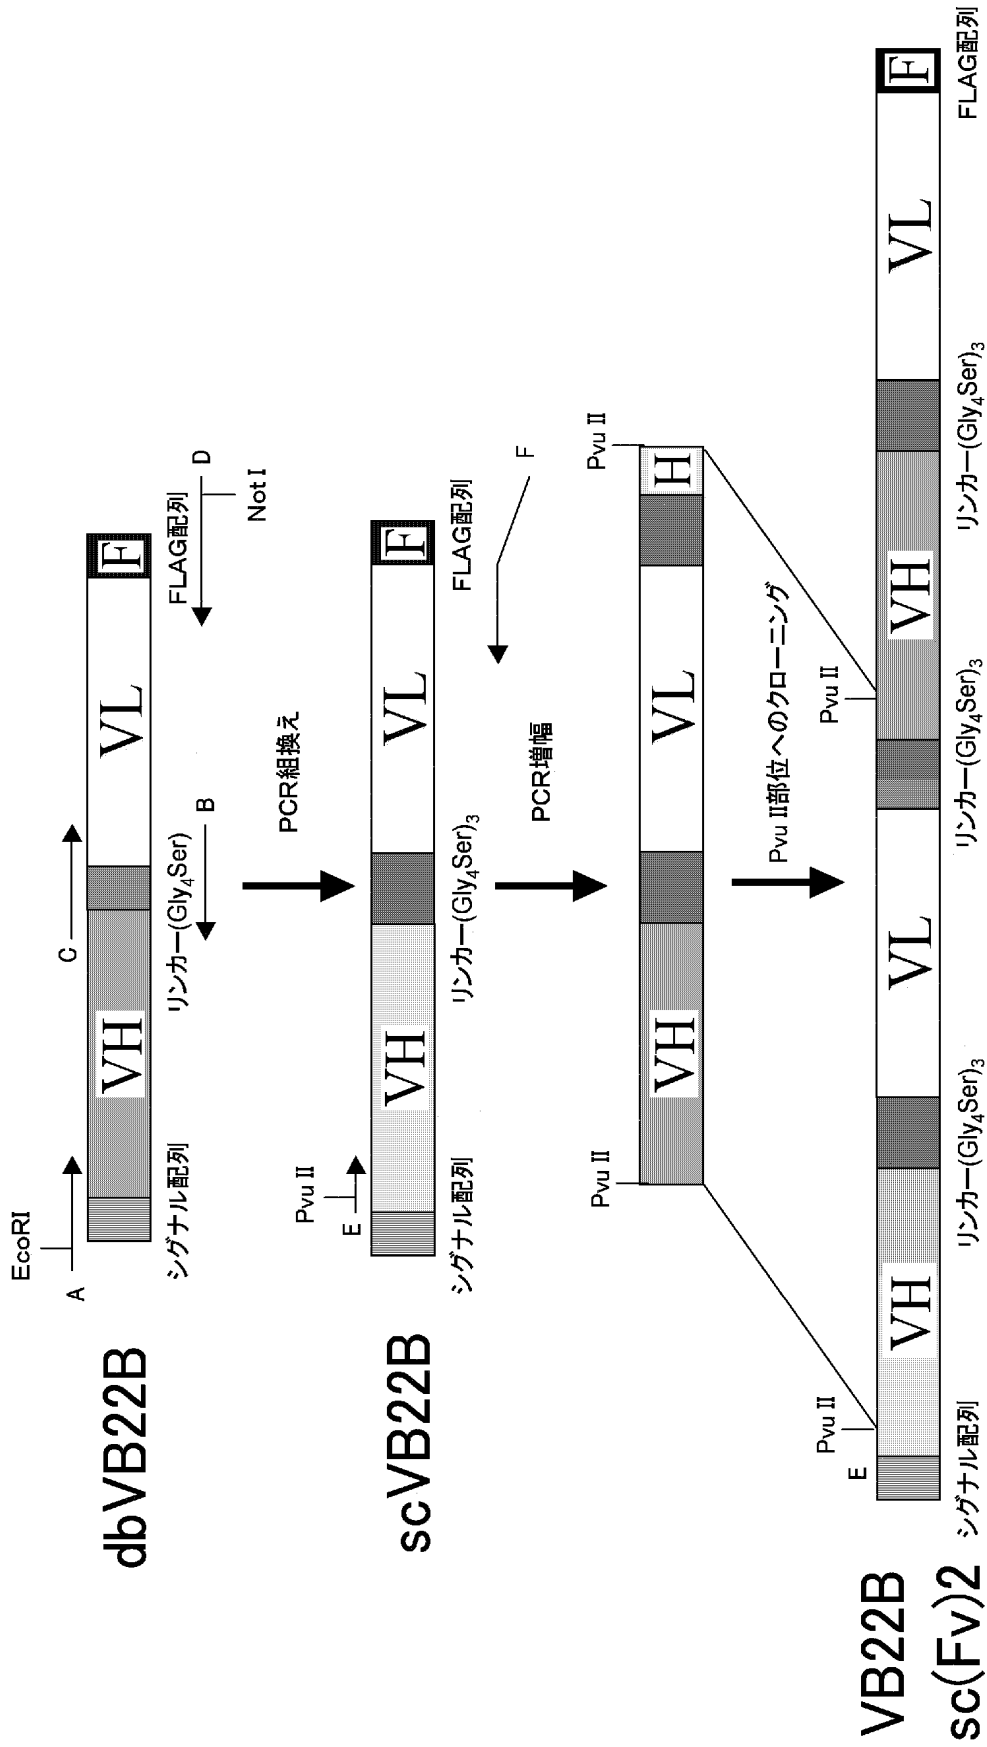 EcoRI
A
C
dbVB22B
VH
VL
F
シグナル配列
リンカー(Gly4Ser)
FLAG配列
B
D
Not I
PCR組換え
Pvu II
E
scVB22B
VH
VL
F
シグナル配列
リンカー(Gly4Ser)3
FLAG配列
F
PCR増幅
Pvu II
Pvu II
VH
VL
H
Pvu II部位へのクローニング
E
Pvu II
Pvu II
VB22B
sc(Fv)2
VH
VL
VH
VL
F
シグナル配列
リンカー(Gly4Ser)3
リンカー(Gly4Ser)3
リンカー(Gly4Ser)3
FLAG配列